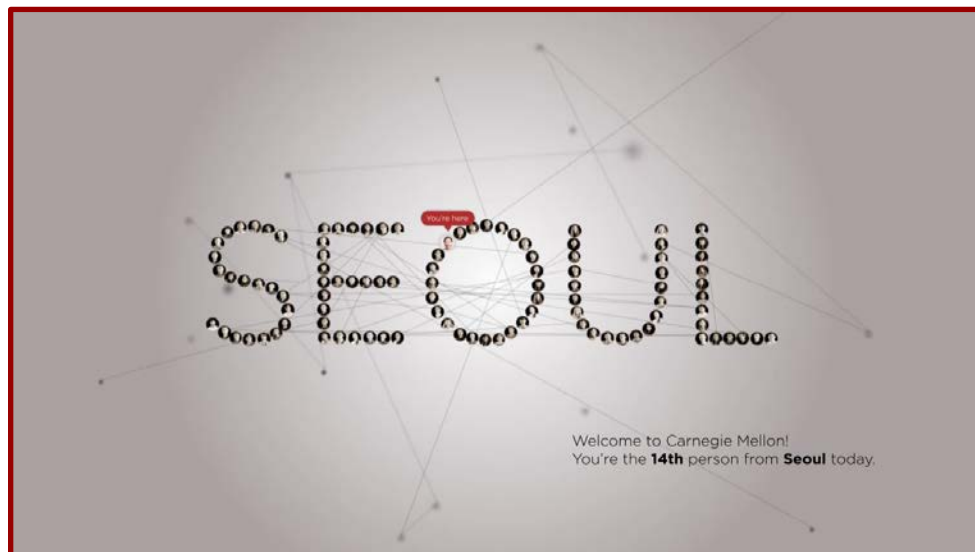 You're here
SEOUL
Welcome to Carnegie Mellon!
You're the 14th person from Seoul today.